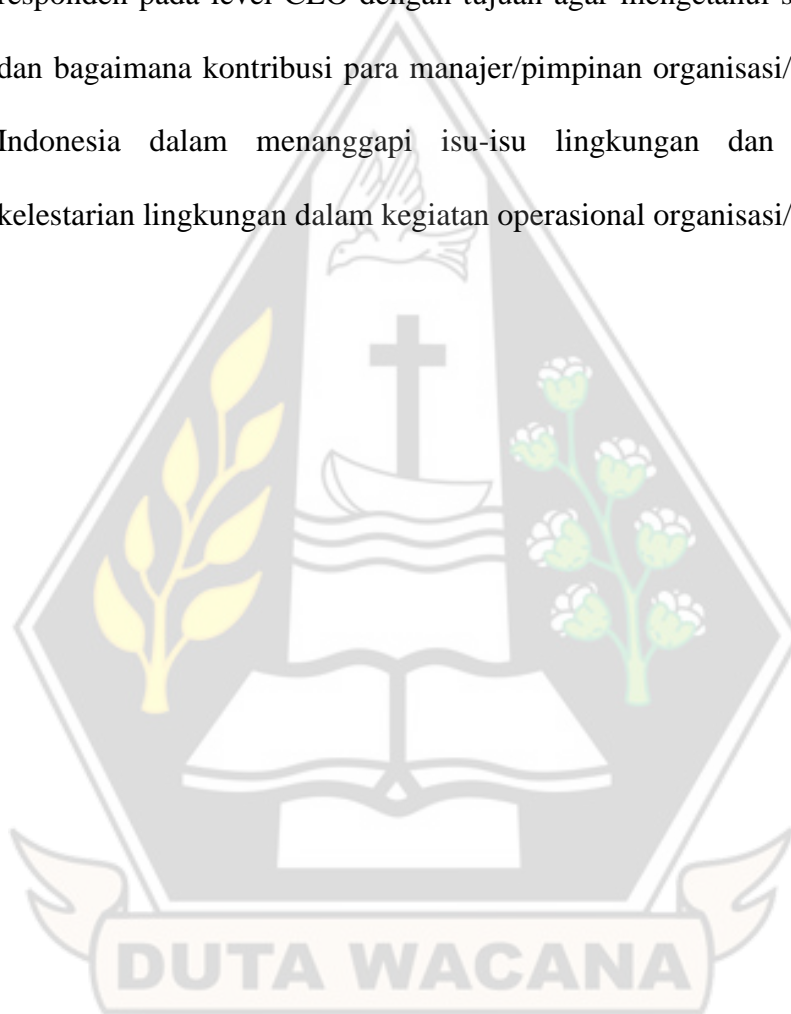 responden pada level CEO dengan tujuan agar mengetahui
dan bagaimana kontribusi para manajer/pimpinan organisasi/
Indonesia dalam menanggapi isu-isu lingkungan dan
kelestarian lingkungan dalam kegiatan operasional organisasi/
DUTA WACANA